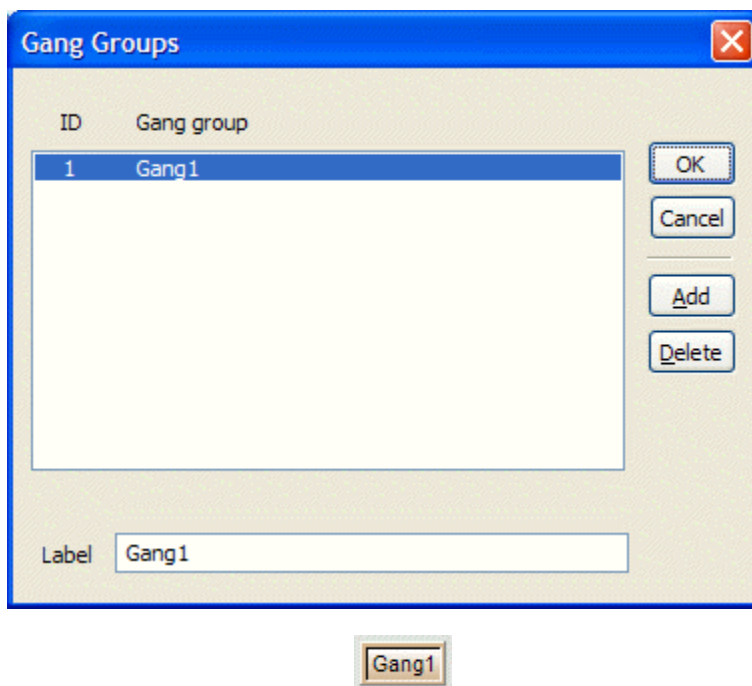 Gang Groups
ID Gang group
1 Gang1
OK
Cancel
Add
Delete
Label Gang1
Gang1